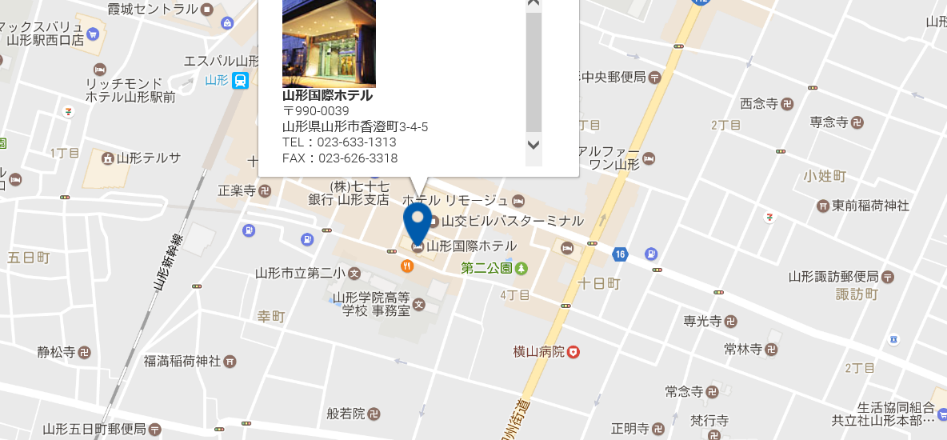 霞城セントラル
マックスバリュ
山形駅西口店
エスパル山形
山形
リッチモンド
ホテル山形駅前
1丁目
山形テルサ
正楽寺
山形国際ホテル
〒990-0039
山形県山形市香澄町3-4-5
TEL：023-633-1313
FAX：023-626-3318
中央郵便局
西念寺
専念寺
2丁目
丁目
アルファー
ワン山形
小姓町
東前稲荷神社
(株)七十七
銀行 山形支店
ホテル リモージュ
山交ビルバスターミナル
山形国際ホテル
第二公園
16
十日町
4丁目
山形新幹線
五日町
山形市立第二小
山形学院高等
学校 事務室
幸町
山形諏訪郵便局
諏訪町
専光寺
常林寺
静松寺
福満稲荷神社
横山病院
2丁目
常念寺
般若院
山形五日町郵便局
州街道
正明寺
梵行寺
生活協同組合
共立社山形本部…